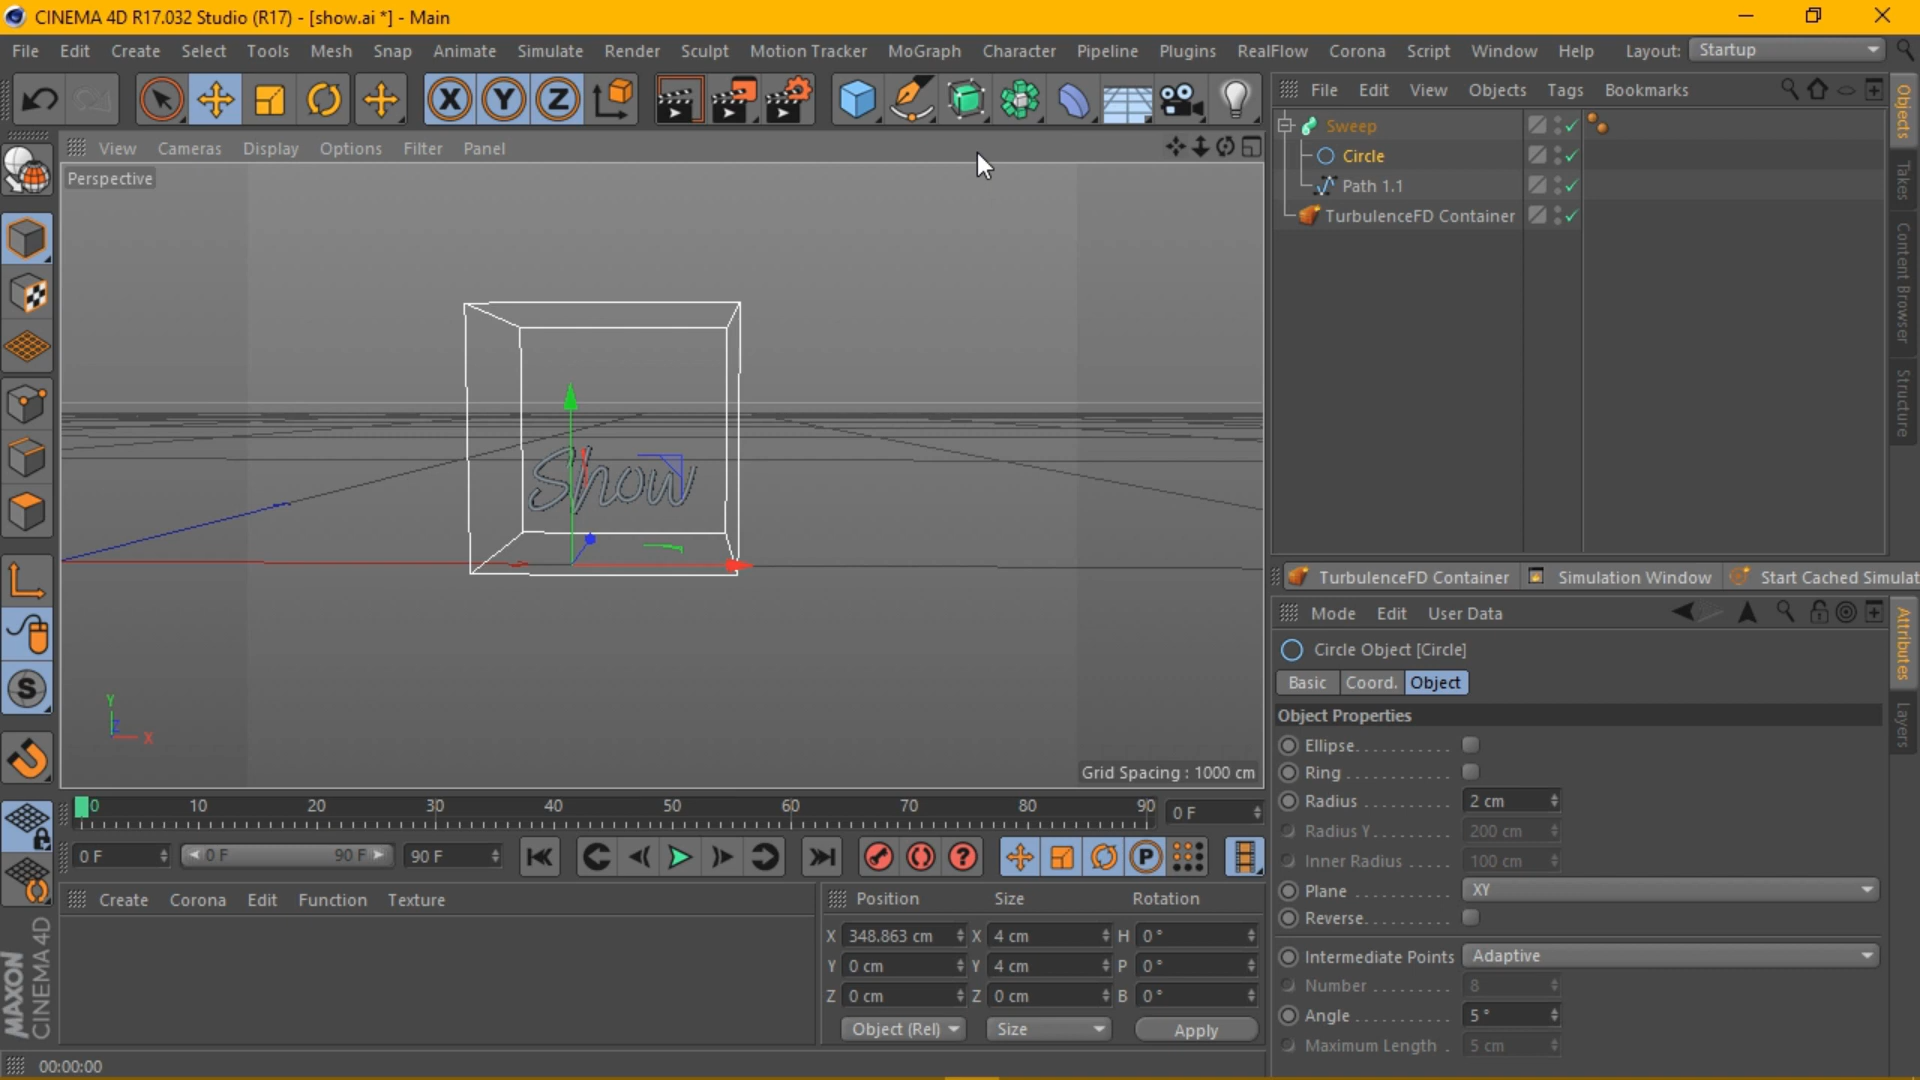 CINEMA 4D R17.032 Studio (R17) - [show.ai *] - Main
File Edit Create Select Tools Mesh Snap Animate Simulate Render Sculpt Motion Tracker MoGraph Character Pipeline Plugins RealFlow Corona Script Window Help Layout: Startup
X Y Z
File Edit View Objects Tags Bookmarks
View Cameras Display Options Filter Panel
Perspective
Sweep
Circle
Path 1.1
TurbulenceFD Container
Objects
Takes
Content Browser
Structure
Show
Y
Z
X
Grid Spacing : 1000 cm
TurbulenceFD Container Simulation Window Start Cached Simulat
Mode Edit User Data
Circle Object [Circle]
Basic Coord. Object
Object Properties
Ellipse
Ring
Radius 2 cm
Radius Y 200 cm
Inner Radius 100 cm
Plane XY
Reverse
Intermediate Points Adaptive
Number 8
Angle 5 °
Maximum Length 5 cm
Attributes
Layers
0 10 20 30 40 50 60 70 80 90 0 F
0 F 0 F 90 F 90 F
P
S
Create Corona Edit Function Texture
Position Size Rotation
X 348.863 cm X 4 cm H 0 °
Y 0 cm Y 4 cm P 0 °
Z 0 cm Z 0 cm B 0 °
Object (Rel) Size Apply
MAXON
CINEMA 4D
00:00:00